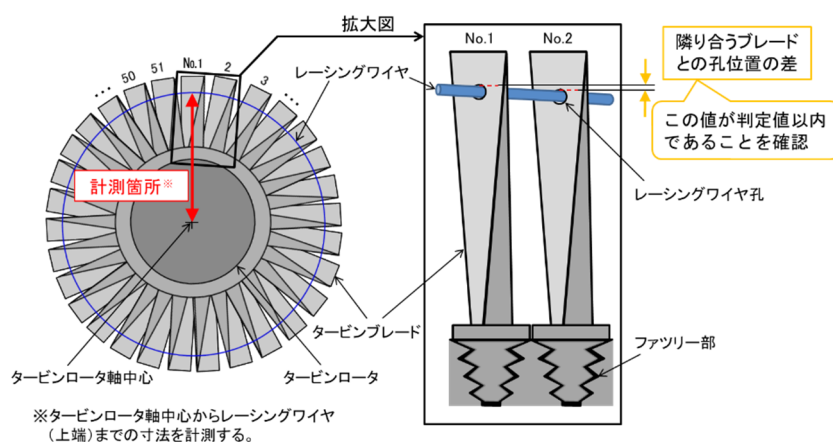 拡大図
… 50 51 No.1 2 3 …
レーシングワイヤ
計測箇所※
タービンブレード
タービンロータ軸中心
タービンロータ
※タービンロータ軸中心からレーシングワイヤ
(上端)までの寸法を計測する。
No.1 No.2
隣り合うブレード
との孔位置の差
この値が判定値以内
であることを確認
レーシングワイヤ孔
ファツリー部